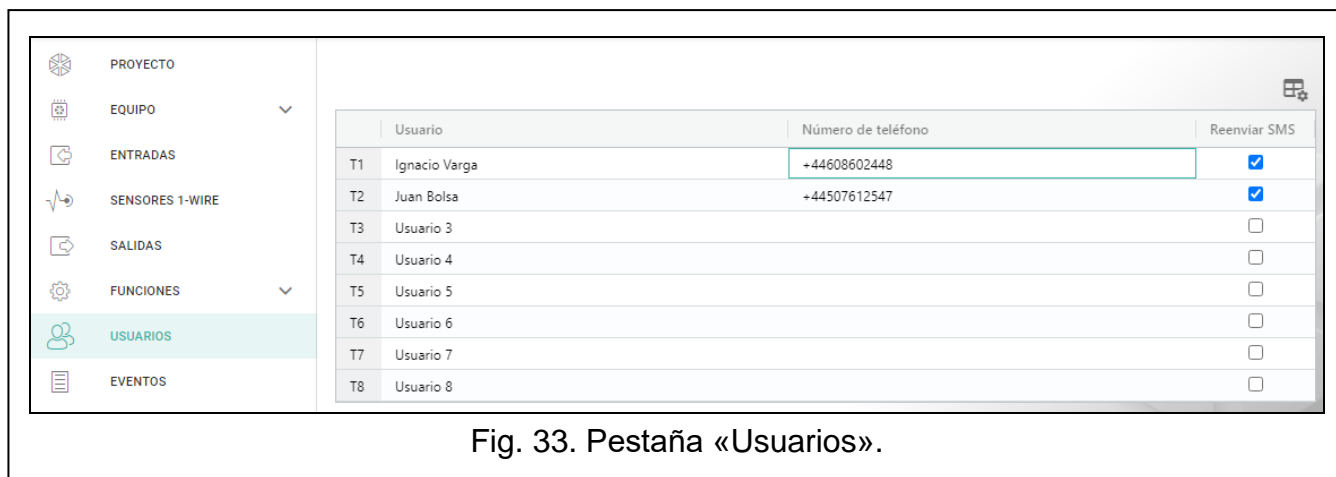 PROYECTO
EQUIPO
ENTRADAS
SENSORES 1-WIRE
SALIDAS
FUNCIONES
USUARIOS
EVENTOS
Usuario Número de teléfono Reenviar SMS
T1 Ignacio Varga +44608602448
T2 Juan Bolsa +44507612547
T3 Usuario 3
T4 Usuario 4
T5 Usuario 5
T6 Usuario 6
T7 Usuario 7
T8 Usuario 8
Fig. 33. Pestaña «Usuarios».